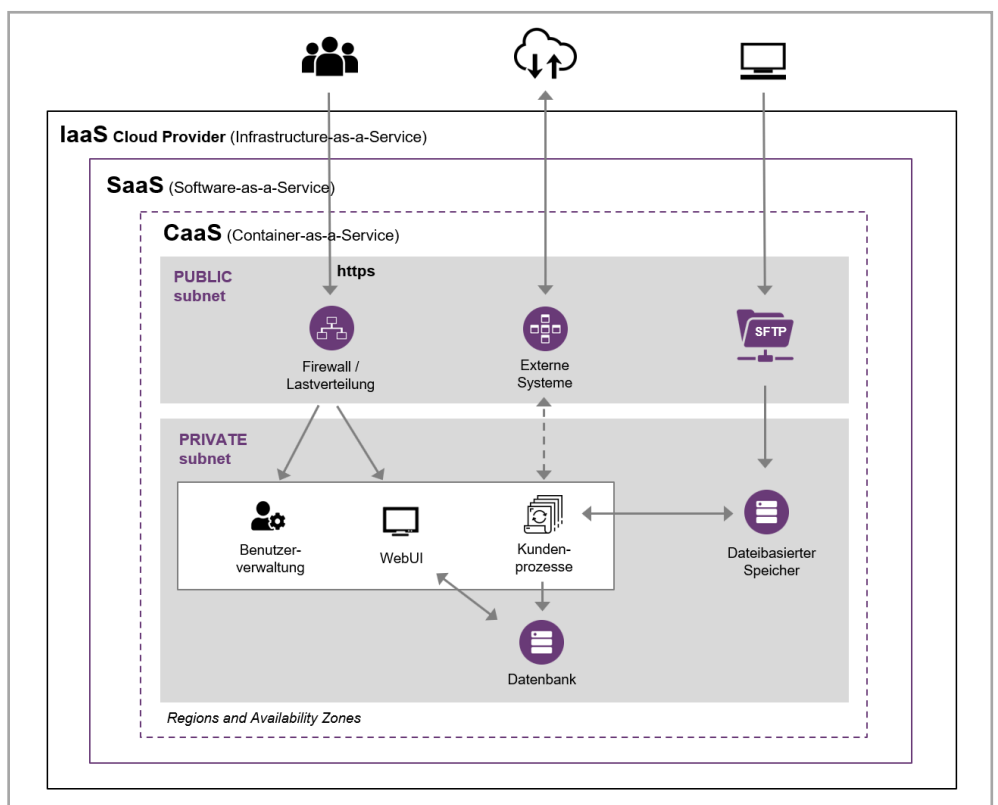 IaaS Cloud Provider (Infrastructure-as-a-Service)
SaaS (Software-as-a-Service)
CaaS (Container-as-a-Service)
https
PUBLIC
subnet
SFTP
Firewall /
Lastverteilung
Externe
Systeme
PRIVATE
subnet
Benutzer-
verwaltung
WebUI
Kunden-
prozesse
Dateibasierter
Speicher
Datenbank
Regions and Availability Zones